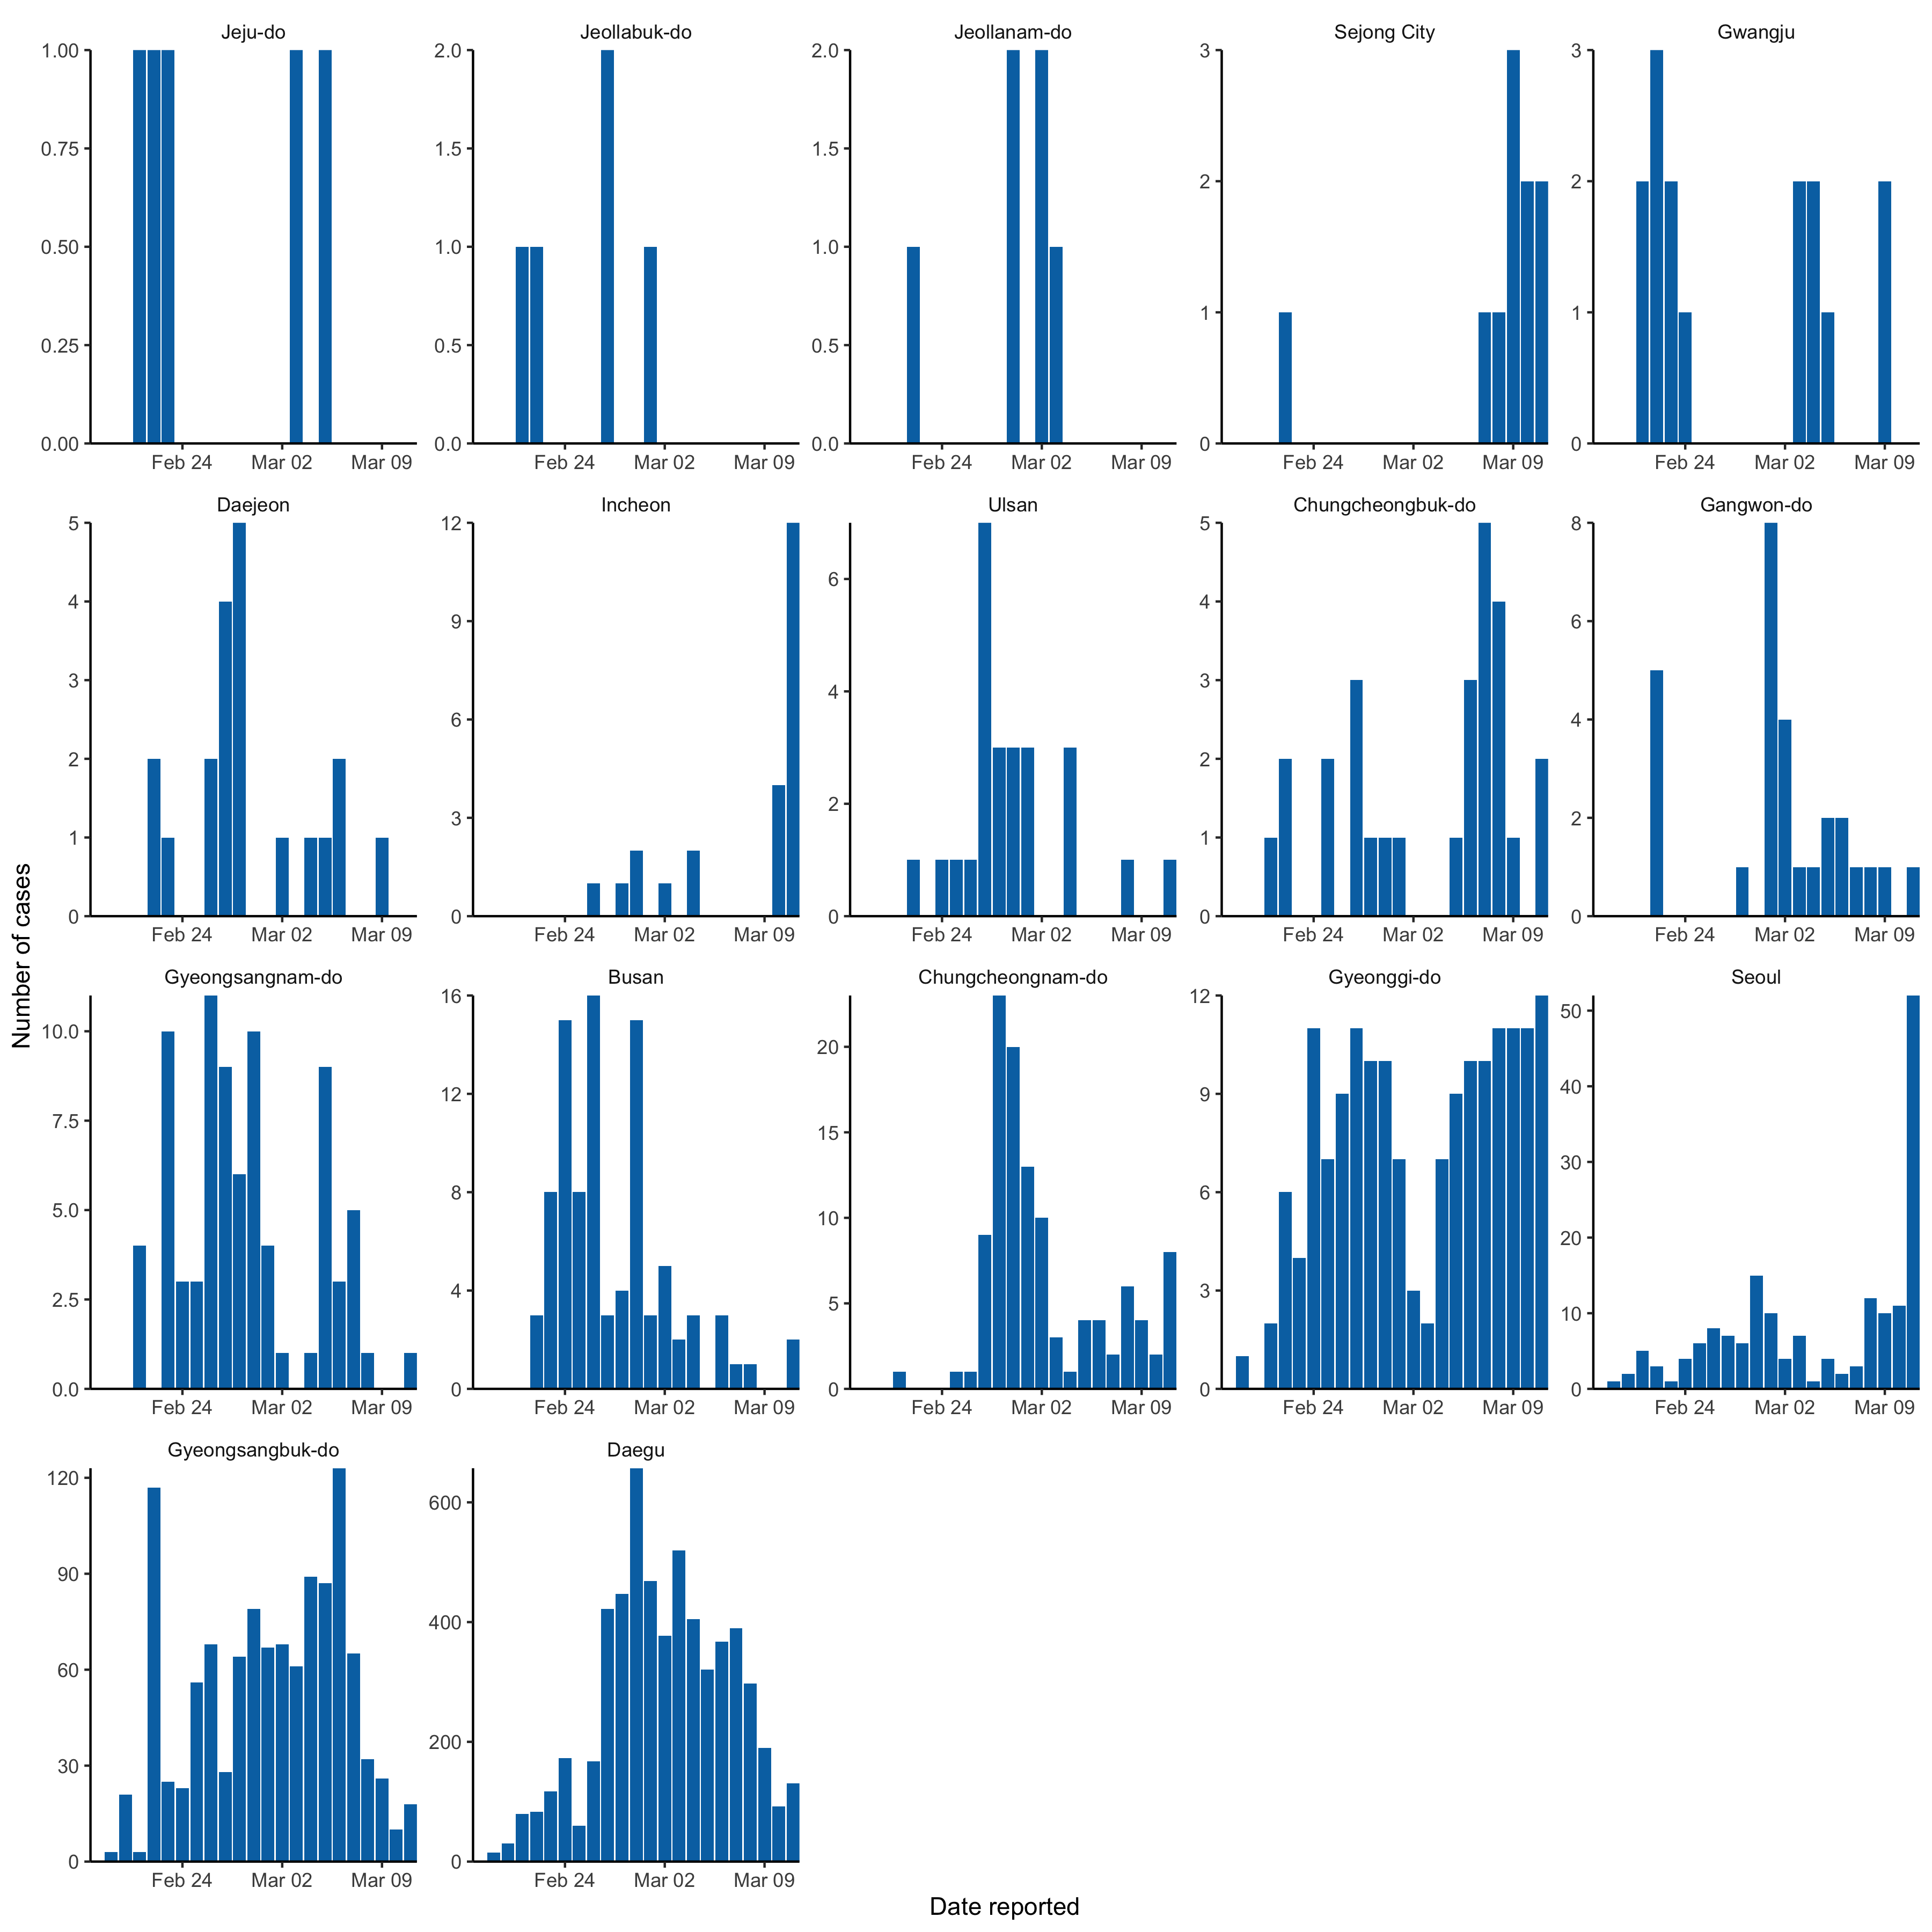 Jeju-do Jeollabuk-do Jeollanam-do Sejong City Gwangju
1.00 2.0 2.0 3 3
0.75 1.5 1.5 2 2
0.50 1.0 1.0
0.25 0.5 0.5 1 1
0.00 0.0 0.0 0 0
Feb 24 Mar 02 Mar 09 Feb 24 Mar 02 Mar 09 Feb 24 Mar 02 Mar 09 Feb 24 Mar 02 Mar 09 Feb 24 Mar 02 Mar 09
Daejeon Incheon Ulsan Chungcheongbuk-do Gangwon-do
5 12 5 8
4 9 6 4 6
3 6 4 3 4
2 2
1 3 2 1 2
0 0 0 0 0
Feb 24 Mar 02 Mar 09 Feb 24 Mar 02 Mar 09 Feb 24 Mar 02 Mar 09 Feb 24 Mar 02 Mar 09 Feb 24 Mar 02 Mar 09
Number of cases
Gyeongsangnam-do Busan Chungcheongnam-do Gyeonggi-do Seoul
16 12 50
10.0 12 20 9 40
7.5 15 30
5.0 8 10 6 20
2.5 4 5 3 10
0.0 0 0 0 0
Feb 24 Mar 02 Mar 09 Feb 24 Mar 02 Mar 09 Feb 24 Mar 02 Mar 09 Feb 24 Mar 02 Mar 09 Feb 24 Mar 02 Mar 09
Gyeongsangbuk-do Daegu
120 600
90 400
60
30 200
0 0
Feb 24 Mar 02 Mar 09 Feb 24 Mar 02 Mar 09
Date reported